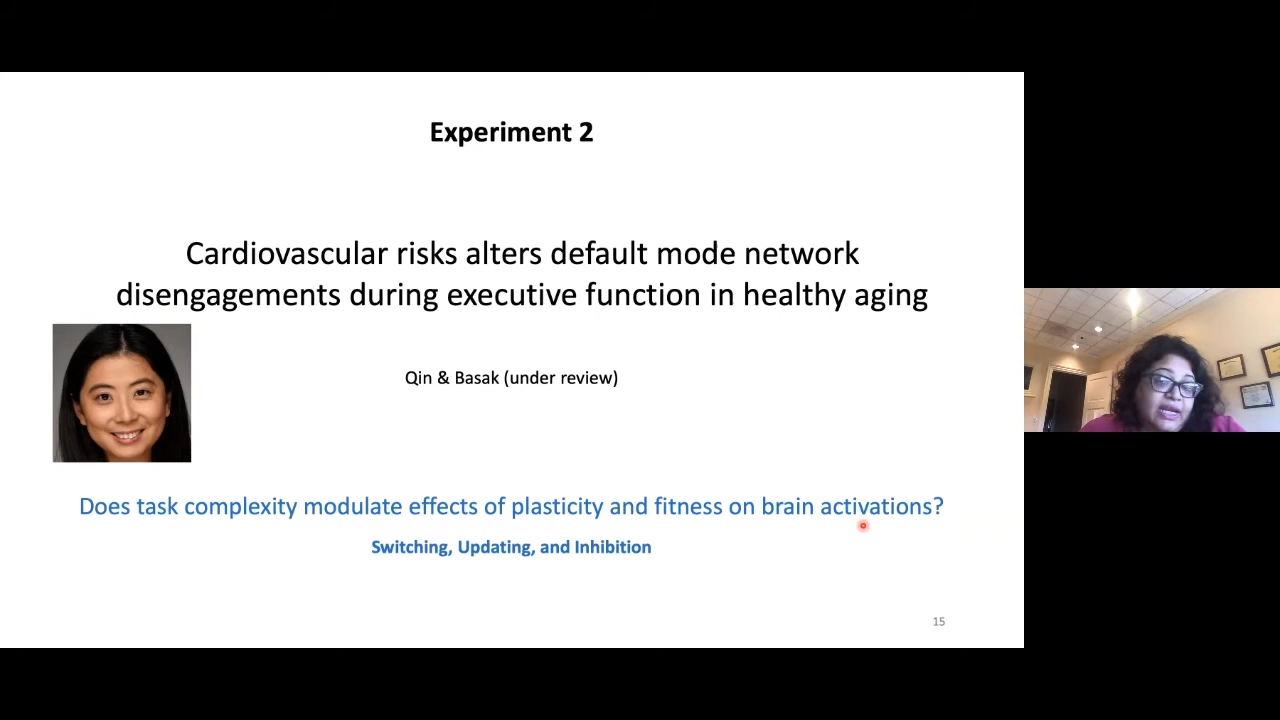 Experiment 2
Cardiovascular risks alters default mode network
disengagements during executive function in healthy aging
Qin & Basak (under review)
Does task complexity modulate effects of plasticity and fitness on brain activations?
Switching, Updating, and Inhibition
15